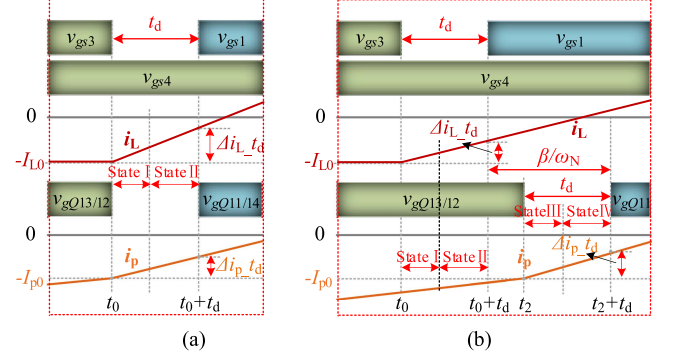 v_gs3 t_d v_gs1
v_gs4
0
i_L
Δi_L_t_d
-I_L0
State I State II
v_gQ13/12 v_gQ11/14
0
i_p
Δi_p_t_d
-I_p0
t_0 t_0+t_d
(a)
v_gs3 t_d v_gs1
v_gs4
0
Δi_L_t_d i_L
-I_L0
β/ω_N
t_d
v_gQ13/12 v_gQ11
State III State IV
0
State I State II i_p Δi_p_t_d
-I_p0
t_0 t_0+t_d t_2 t_2+t_d
(b)